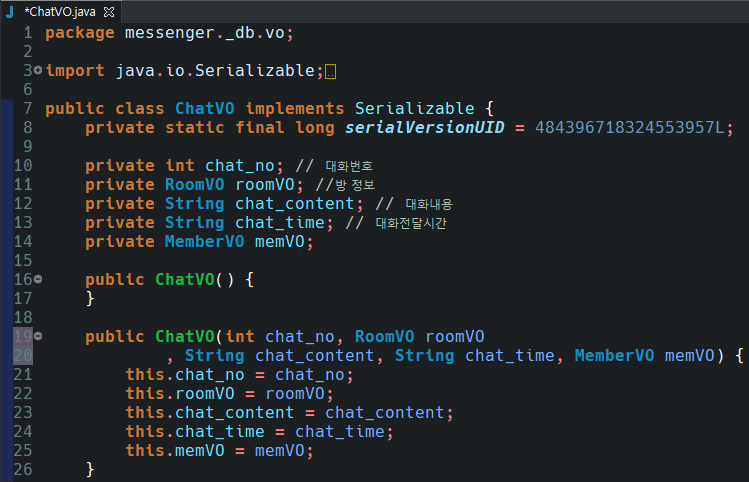 *ChatVO.java
1 package messenger._db.vo;
2
3 import java.io.Serializable;
6
7 public class ChatVO implements Serializable {
8 private static final long serialVersionUID = 484396718324553957L;
9
10 private int chat_no; // 대화번호
11 private RoomVO roomVO; //방 정보
12 private String chat_content; // 대화내용
13 private String chat_time; // 대화전달시간
14 private MemberVO memVO;
15
16 public ChatVO() {
17 }
18
19 public ChatVO(int chat_no, RoomVO roomVO
20 , String chat_content, String chat_time, MemberVO memVO) {
21 this.chat_no = chat_no;
22 this.roomVO = roomVO;
23 this.chat_content = chat_content;
24 this.chat_time = chat_time;
25 this.memVO = memVO;
26 }